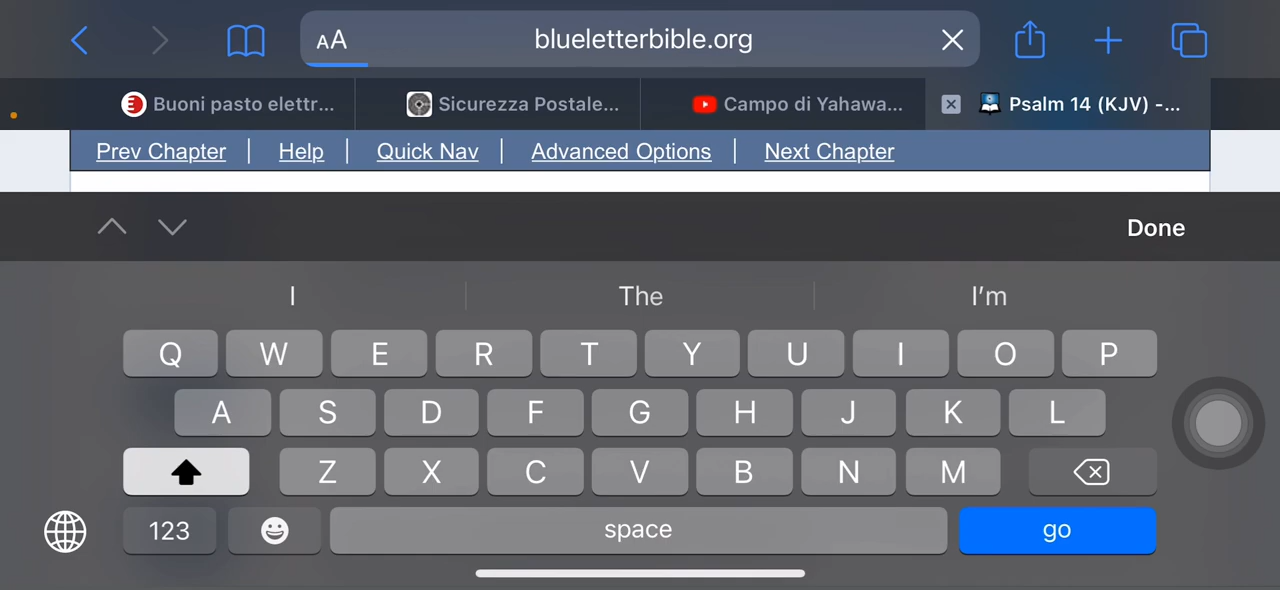 AA blueletterbible.org
Buoni pasto elettr... Sicurezza Postale... Campo di Yahawa... Psalm 14 (KJV) -...
Prev Chapter | Help | Quick Nav | Advanced Options | Next Chapter
Done
I The I'm
Q W E R T Y U I O P
A S D F G H J K L
Z X C V B N M
123 space go